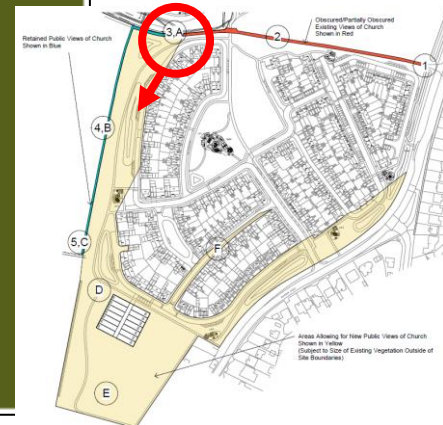 Obscured/Partially Obscured
Existing Views of Church
Shown in Red
Retained Public Views of Church
Shown in Blue
3,A
2
1
4,B
5,C
F
D
E
Areas Allowing for New Public Views of Church
Shown in Yellow
(Subject to Size of Existing Vegetation Outside of
Site Boundaries)